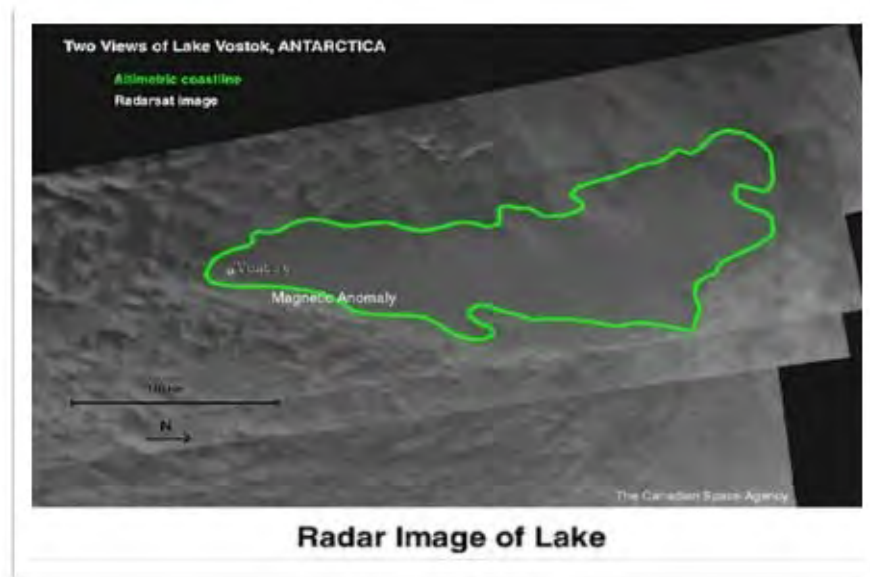 Two Views of Lake Vostok, ANTARCTICA
Altimetric coastline
Radarsat image
Magnetic Anomaly
N
The Canadian Space Agency
Radar Image of Lake